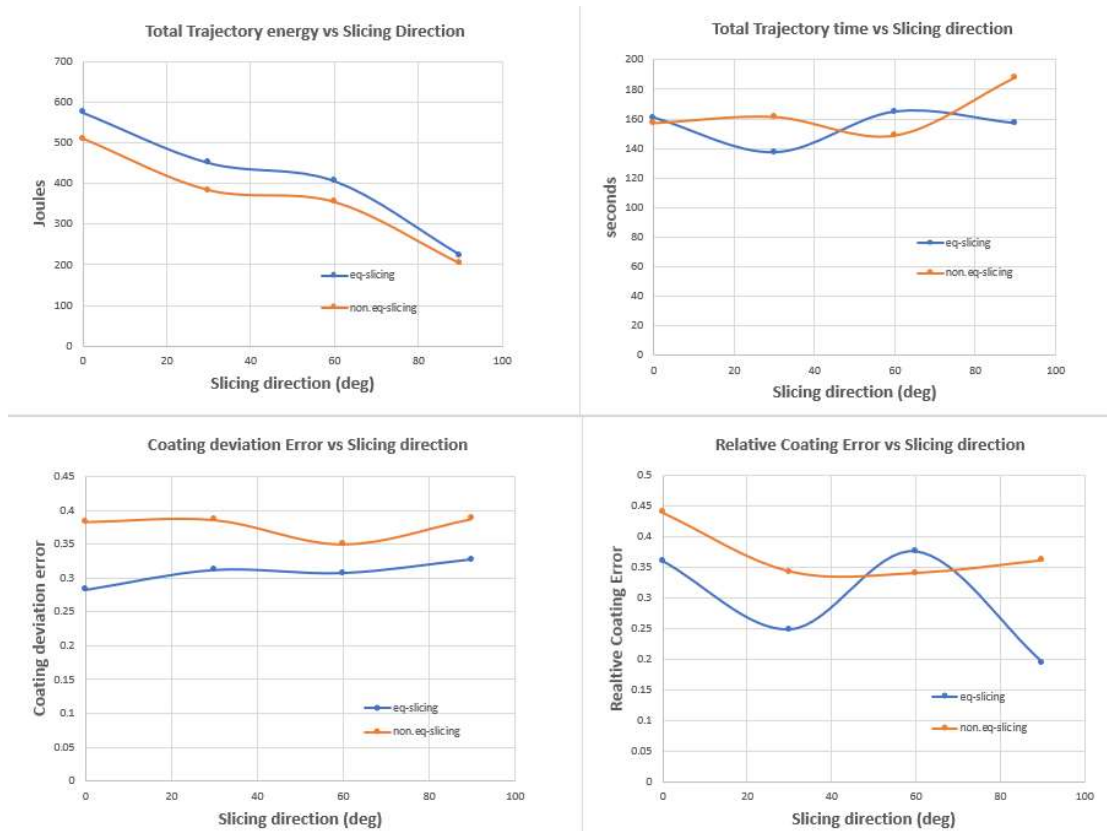 Total Trajectory energy vs Slicing Direction
700
600
500
400
300
200
100
0
Joules
eq-slicing
non.eq-slicing
0 20 40 60 80 100
Slicing direction (deg)
Total Trajectory time vs Slicing direction
200
180
160
140
120
100
80
60
40
20
0
seconds
eq-slicing
non.eq-slicing
0 20 40 60 80 100
Slicing direction (deg)
Coating deviation Error vs Slicing direction
0.45
0.4
0.35
0.3
0.25
0.2
0.15
0.1
0.05
0
Coating deviation error
eq-slicing
non.eq-slicing
0 20 40 60 80 100
Slicing direction (deg)
Relative Coating Error vs Slicing direction
0.5
0.45
0.4
0.35
0.3
0.25
0.2
0.15
0.1
0.05
0
Realtive Coating Error
eq-slicing
non.eq-slicing
0 20 40 60 80 100
Slicing direction (deg)